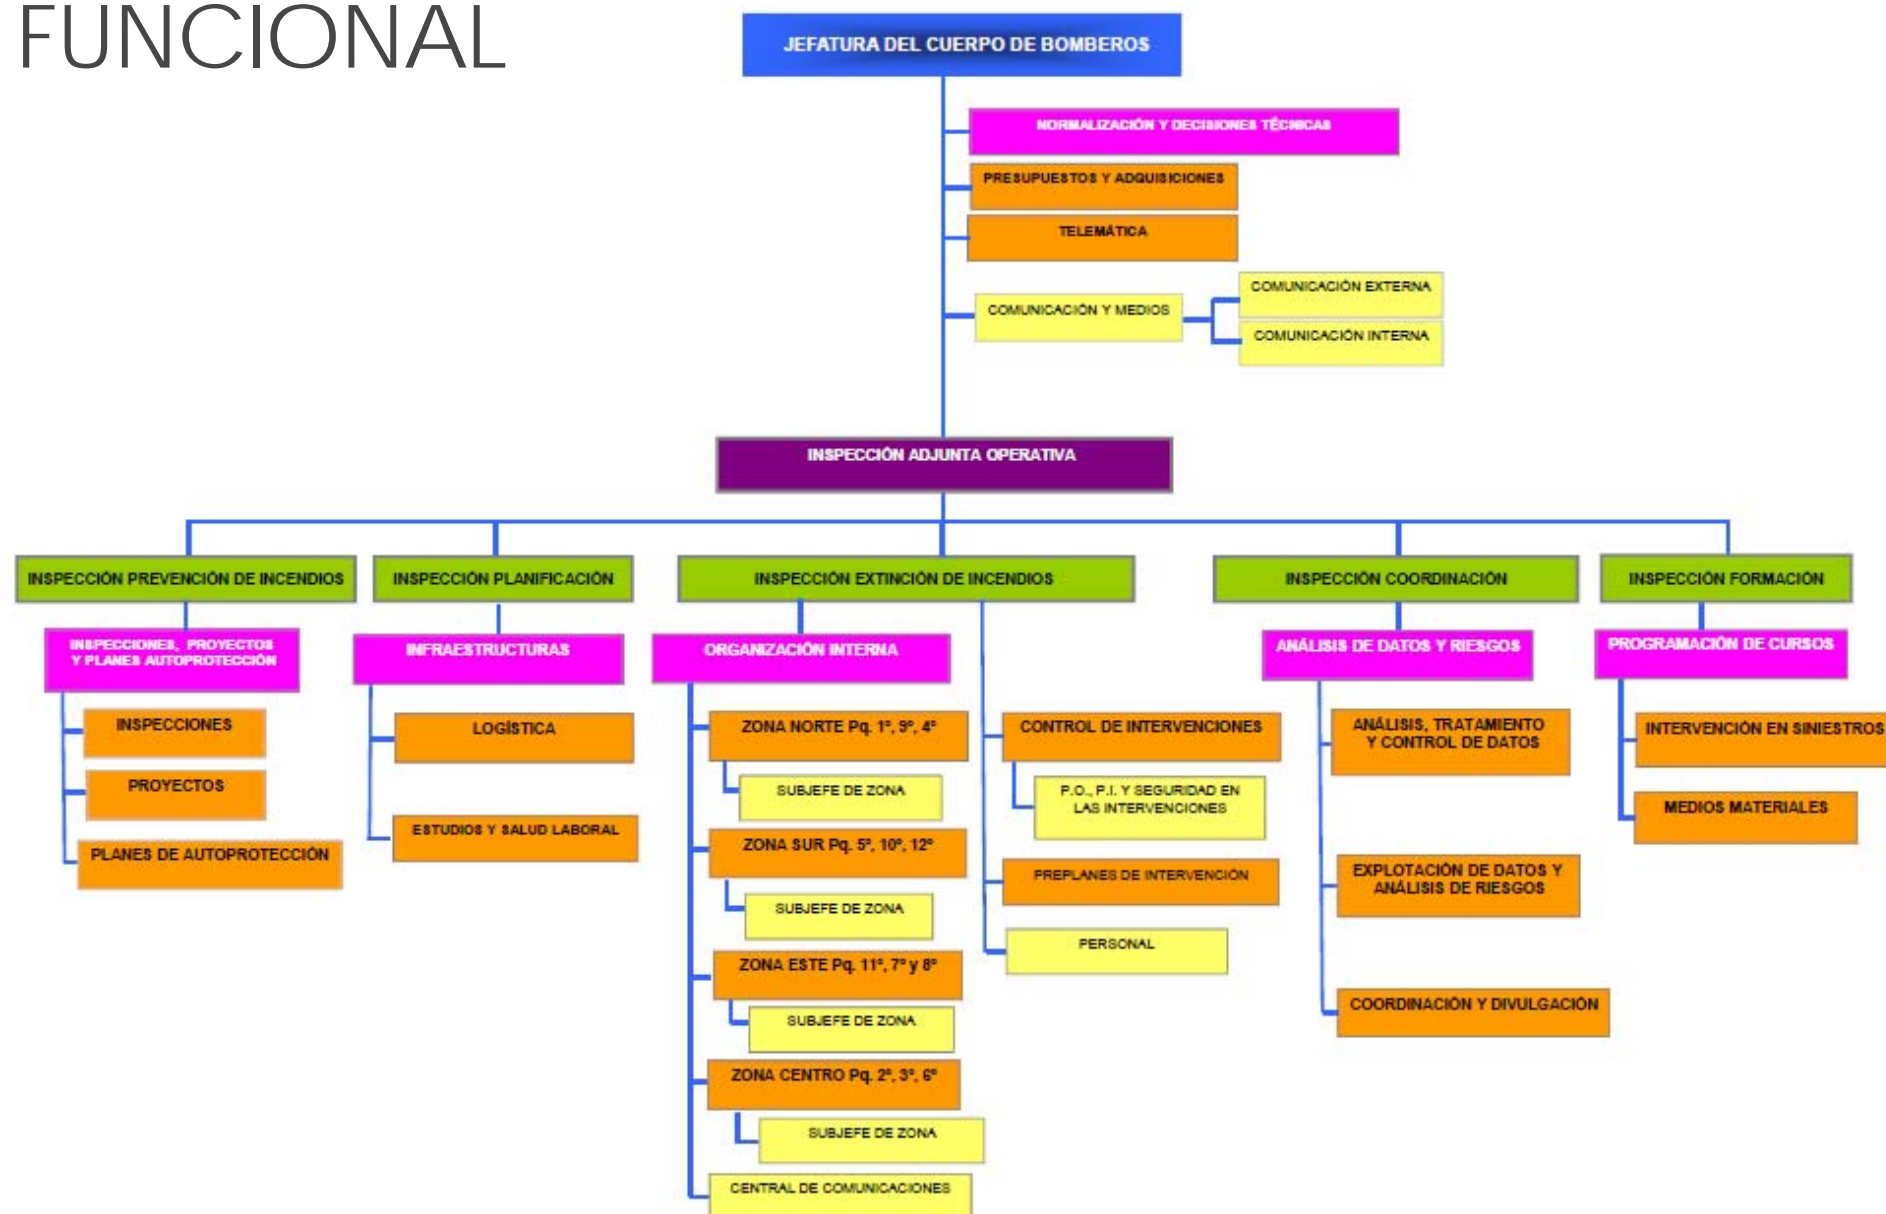 FUNCIONAL
JEFATURA DEL CUERPO DE BOMBEROS
NORMALIZACIÓN Y DECISIONES TÉCNICAS
PRESUPUESTOS Y ADQUISICIONES
TELEMÁTICA
COMUNICACIÓN Y MEDIOS
COMUNICACIÓN EXTERNA
COMUNICACIÓN INTERNA
INSPECCIÓN ADJUNTA OPERATIVA
INSPECCIÓN PREVENCIÓN DE INCENDIOS
INSPECCIONES, PROYECTOS
Y PLANES AUTOPROTECCIÓN
INSPECCIONES
PROYECTOS
PLANES DE AUTOPROTECCIÓN
INSPECCIÓN PLANIFICACIÓN
INFRAESTRUCTURAS
LOGÍSTICA
ESTUDIOS Y SALUD LABORAL
INSPECCIÓN EXTINCIÓN DE INCENDIOS
ORGANIZACIÓN INTERNA
ZONA NORTE Pq. 1º, 9º, 4º
SUBJEFE DE ZONA
ZONA SUR Pq. 5º, 10º, 12º
SUBJEFE DE ZONA
ZONA ESTE Pq. 11º, 7º y 8º
SUBJEFE DE ZONA
ZONA CENTRO Pq. 2º, 3º, 6º
SUBJEFE DE ZONA
CENTRAL DE COMUNICACIONES
CONTROL DE INTERVENCIONES
P.O., P.I. Y SEGURIDAD EN
LAS INTERVENCIONES
PREPLANES DE INTERVENCIÓN
PERSONAL
INSPECCIÓN COORDINACIÓN
ANÁLISIS DE DATOS Y RIESGOS
ANÁLISIS, TRATAMIENTO
Y CONTROL DE DATOS
EXPLOTACIÓN DE DATOS Y
ANÁLISIS DE RIESGOS
COORDINACIÓN Y DIVULGACIÓN
INSPECCIÓN FORMACIÓN
PROGRAMACIÓN DE CURSOS
INTERVENCIÓN EN SINIESTROS
MEDIOS MATERIALES